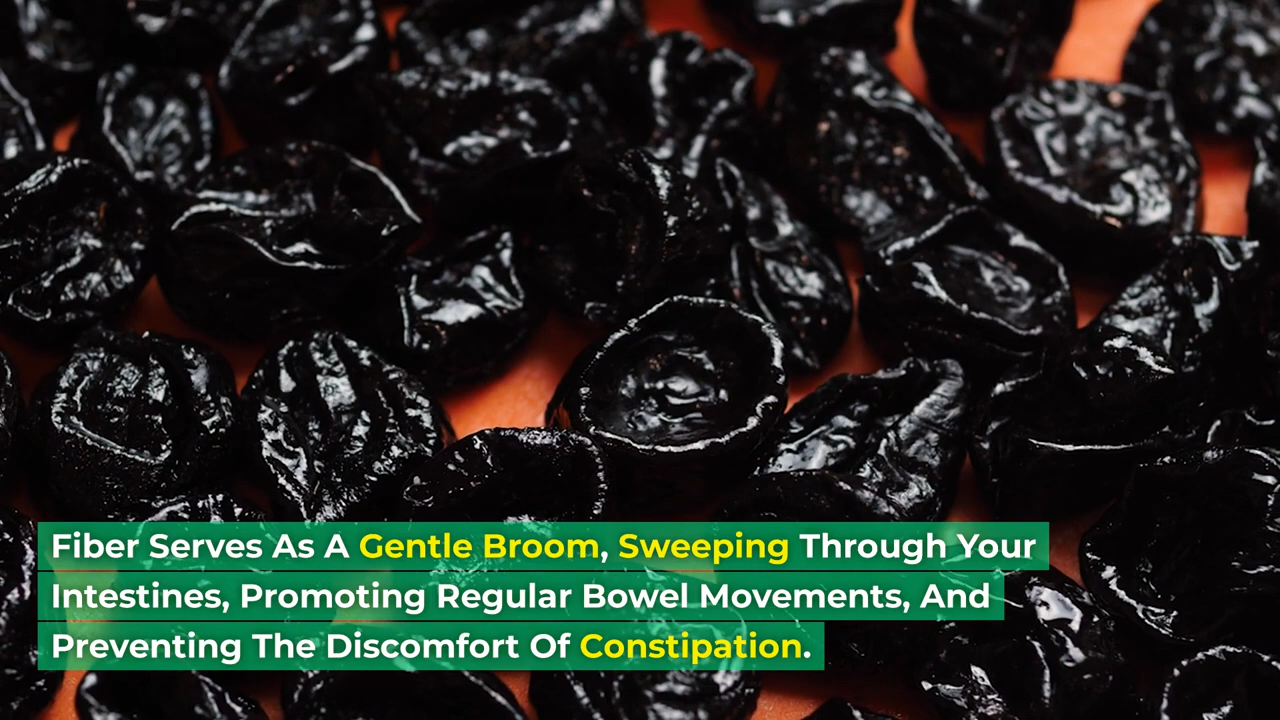 Fiber Serves As A Gentle Broom, Sweeping Through Your
Intestines, Promoting Regular Bowel Movements, And
Preventing The Discomfort Of Constipation.